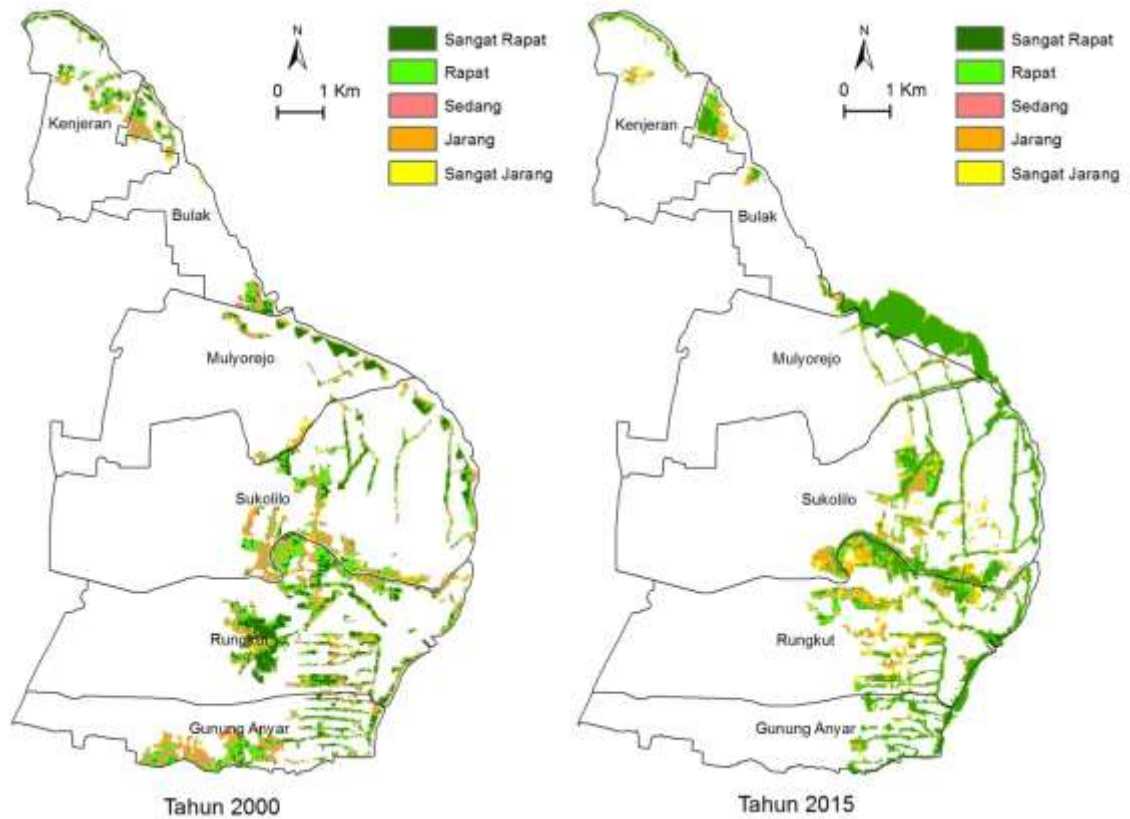 N
0 1 Km
Sangat Rapat
Rapat
Sedang
Jarang
Sangat Jarang
Kenjeran
Bulak
Mulyorejo
Sukolilo
Rungkut
Gunung Anyar
Tahun 2000
N
0 1 Km
Sangat Rapat
Rapat
Sedang
Jarang
Sangat Jarang
Kenjeran
Bulak
Mulyorejo
Sukolilo
Rungkut
Gunung Anyar
Tahun 2015